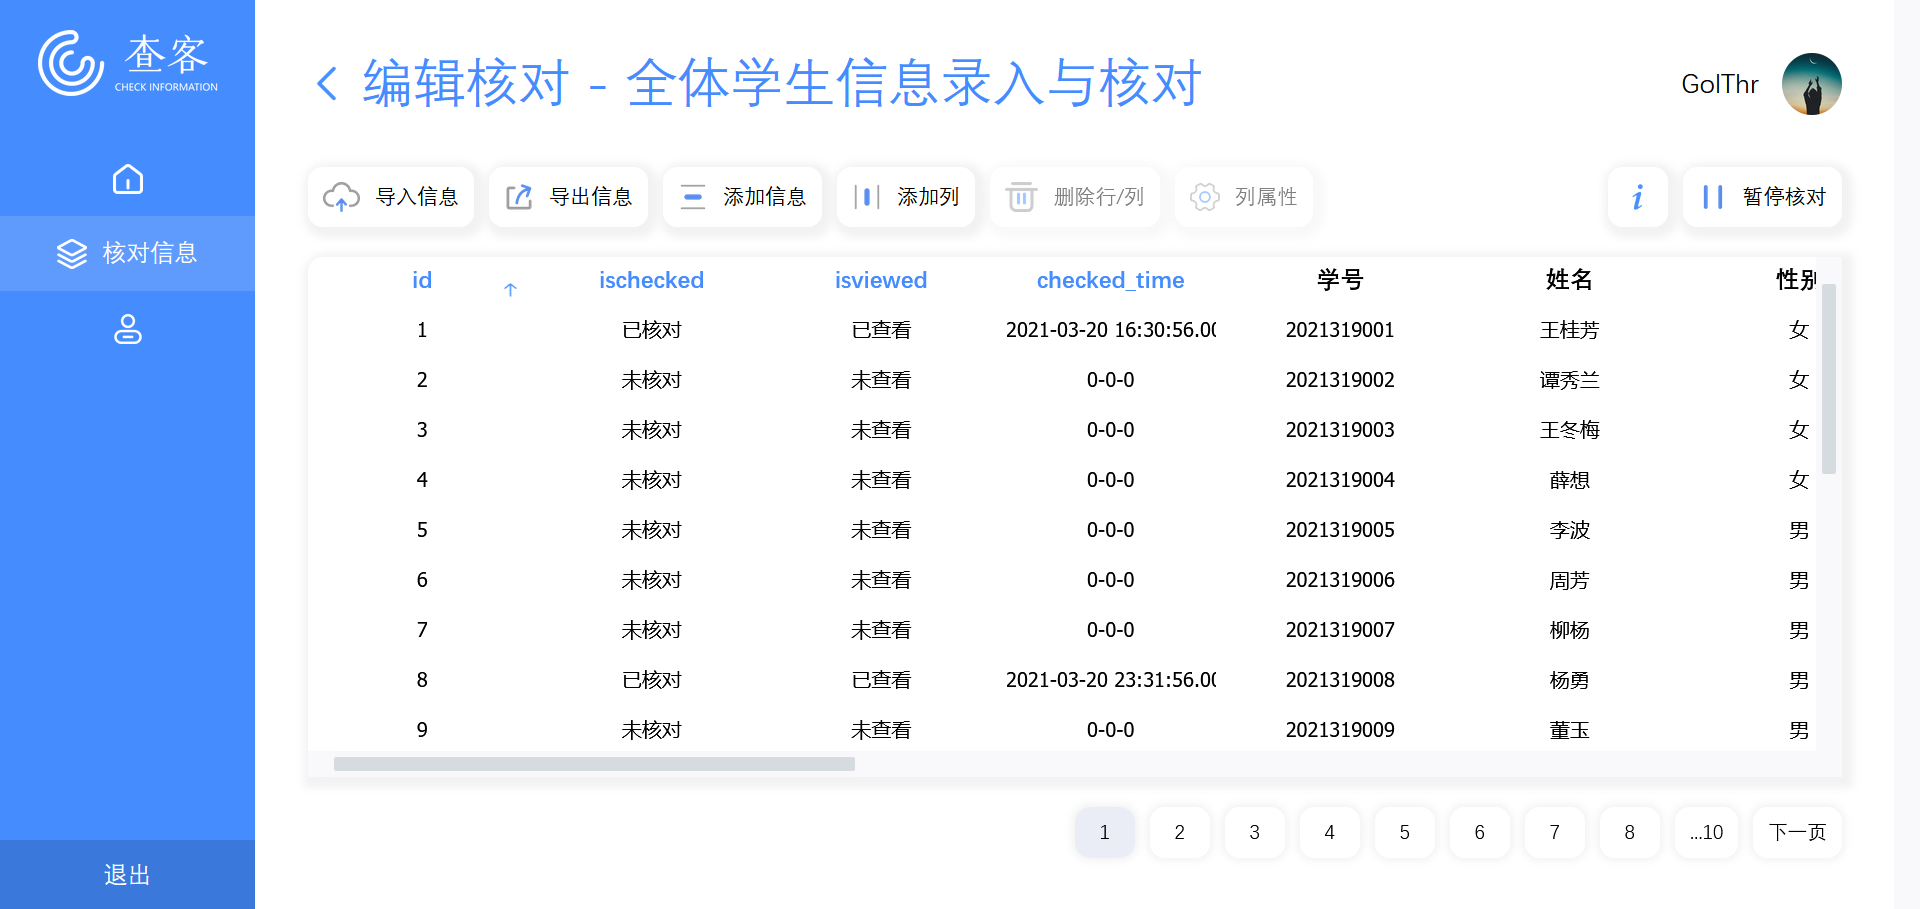 查客
CHECK INFORMATION
核对信息
退出
编辑核对 - 全体学生信息录入与核对
GolThr
导入信息 导出信息 添加信息 添加列 删除行/列 列属性 i 暂停核对
id ischecked isviewed checked_time 学号 姓名 性别
1 已核对 已查看 2021-03-20 16:30:56.00 2021319001 王桂芳 女
2 未核对 未查看 0-0-0 2021319002 谭秀兰 女
3 未核对 未查看 0-0-0 2021319003 王冬梅 女
4 未核对 未查看 0-0-0 2021319004 薛想 女
5 未核对 未查看 0-0-0 2021319005 李波 男
6 未核对 未查看 0-0-0 2021319006 周芳 男
7 未核对 未查看 0-0-0 2021319007 柳杨 男
8 已核对 已查看 2021-03-20 23:31:56.00 2021319008 杨勇 男
9 未核对 未查看 0-0-0 2021319009 董玉 男
1 2 3 4 5 6 7 8 ...10 下一页